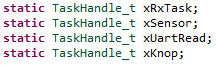 static TaskHandle_t xRxTask;
static TaskHandle_t xSensor;
static TaskHandle_t xUartRead;
static TaskHandle_t xKnop;